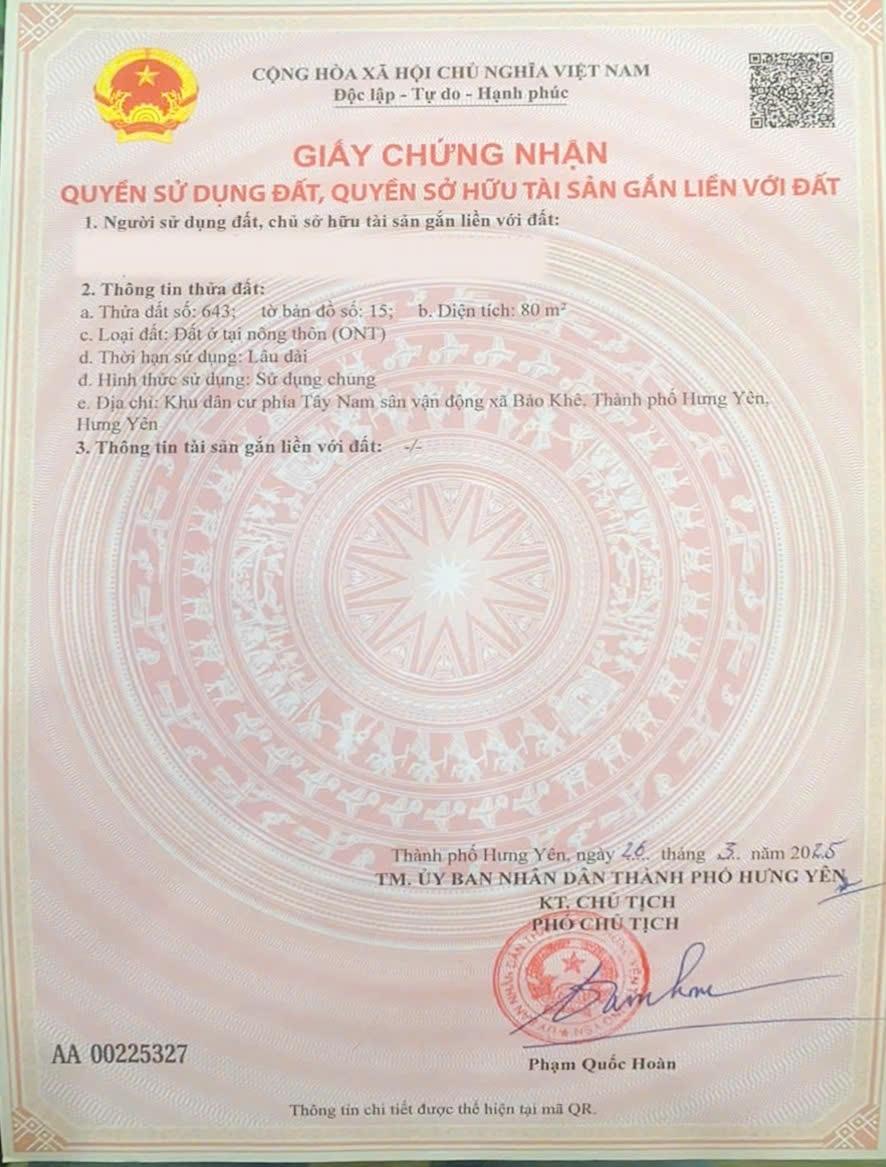 CỘNG HÒA XÃ HỘI CHỦ NGHĨA VIỆT NAM
Độc lập - Tự do - Hạnh phúc
GIẤY CHỨNG NHẬN
QUYỀN SỬ DỤNG ĐẤT, QUYỀN SỞ HỮU TÀI SẢN GẮN LIỀN VỚI ĐẤT
1. Người sử dụng đất, chủ sở hữu tài sản gắn liền với đất:
2. Thông tin thửa đất:
a. Thửa đất số: 643; tờ bản đồ số: 15; b. Diện tích: 80 m²
c. Loại đất: Đất ở tại nông thôn (ONT)
d. Thời hạn sử dụng: Lâu dài
đ. Hình thức sử dụng: Sử dụng chung
e. Địa chỉ: Khu dân cư phía Tây Nam sân vận động xã Bảo Khê, Thành phố Hưng Yên,
Hưng Yên
3. Thông tin tài sản gắn liền với đất: -/-
Thành phố Hưng Yên, ngày 26.. tháng .3.. năm 2025
TM. ỦY BAN NHÂN DÂN THÀNH PHỐ HƯNG YÊN
KT. CHỦ TỊCH
PHÓ CHỦ TỊCH
Phạm Quốc Hoàn
AA 00225327
Thông tin chi tiết được thể hiện tại mã QR.